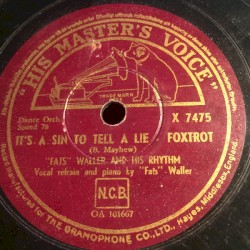 "HIS MASTER'S VOICE"
TRADE MARK
Dance Orch.
Speed 78
X 7475
IT'S A SIN TO TELL A LIE FOXTROT
(B. Mayhew)
"FATS" WALLER AND HIS RHYTHM
Vocal refrain and piano by "Fats" Waller
N.C.B.
OA 101667
Made in
THE GRAMOPHONE CO., LTD., Hayes, Middlesex, England.